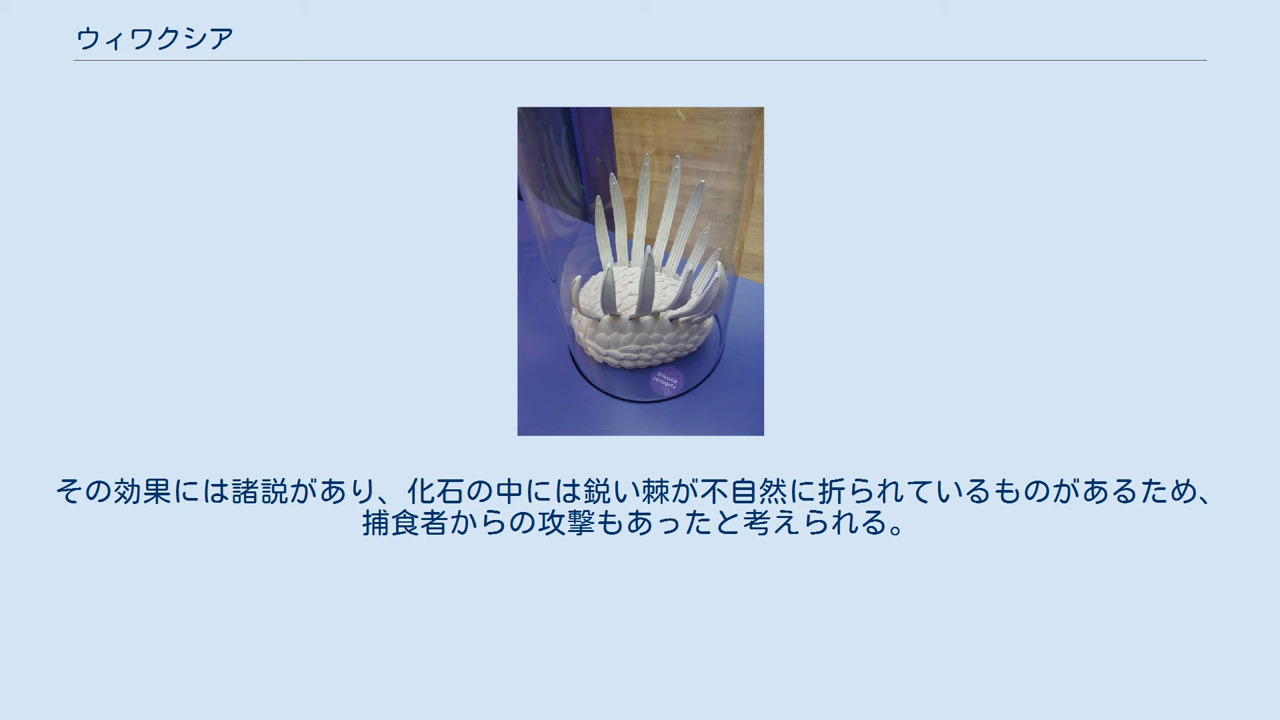 ウィワクシア
その効果には諸説があり、化石の中には鋭い棘が不自然に折られているものがあるため、
捕食者からの攻撃もあったと考えられる。